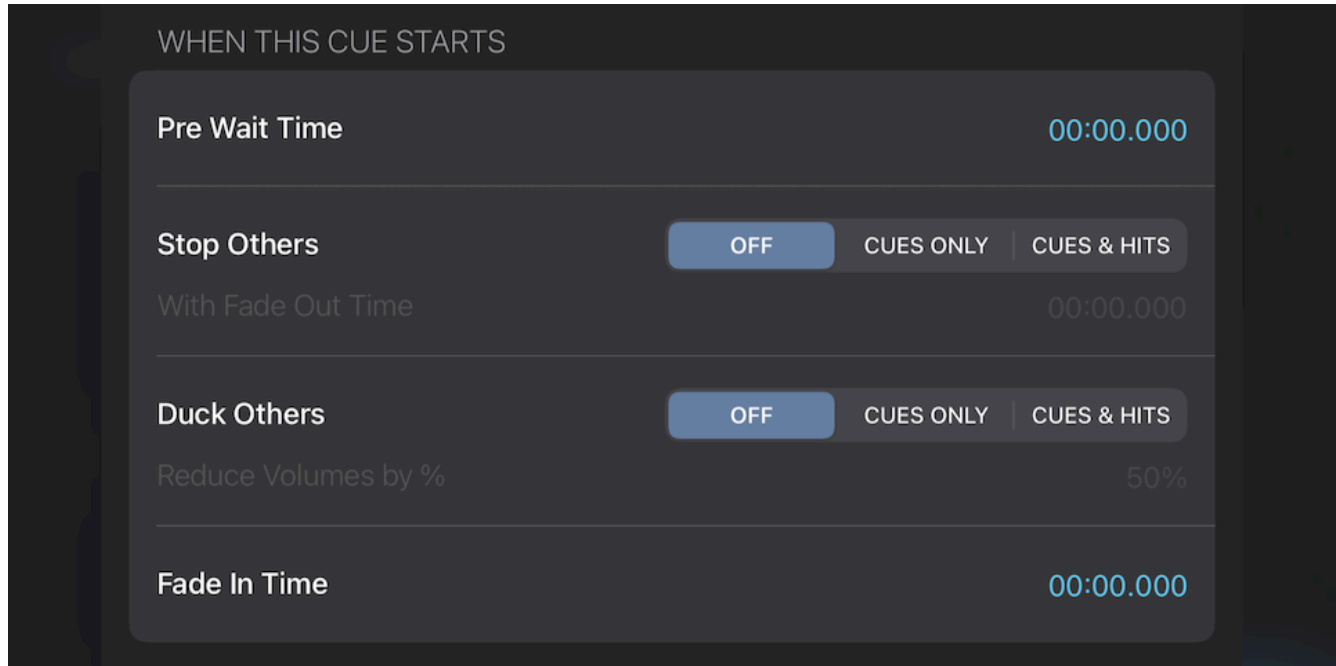 WHEN THIS CUE STARTS
Pre Wait Time 00:00.000
Stop Others OFF CUES ONLY CUES & HITS
With Fade Out Time 00:00.000
Duck Others OFF CUES ONLY CUES & HITS
Reduce Volumes by % 50%
Fade In Time 00:00.000